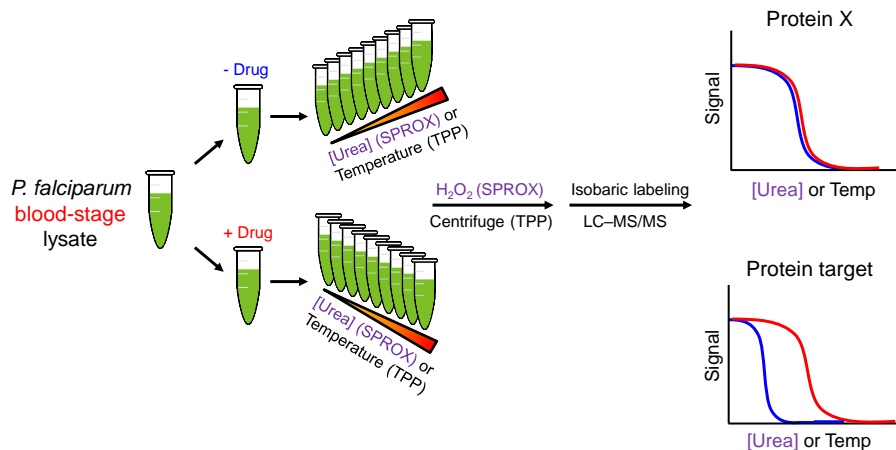 P. falciparum
blood-stage
lysate
- Drug
[Urea] (SPROX) or
Temperature (TPP)
+ Drug
[Urea] (SPROX) or
Temperature (TPP)
H₂O₂ (SPROX)
Centrifuge (TPP)
Isobaric labeling
LC–MS/MS
Protein X
Signal
[Urea] or Temp
Protein target
Signal
[Urea] or Temp